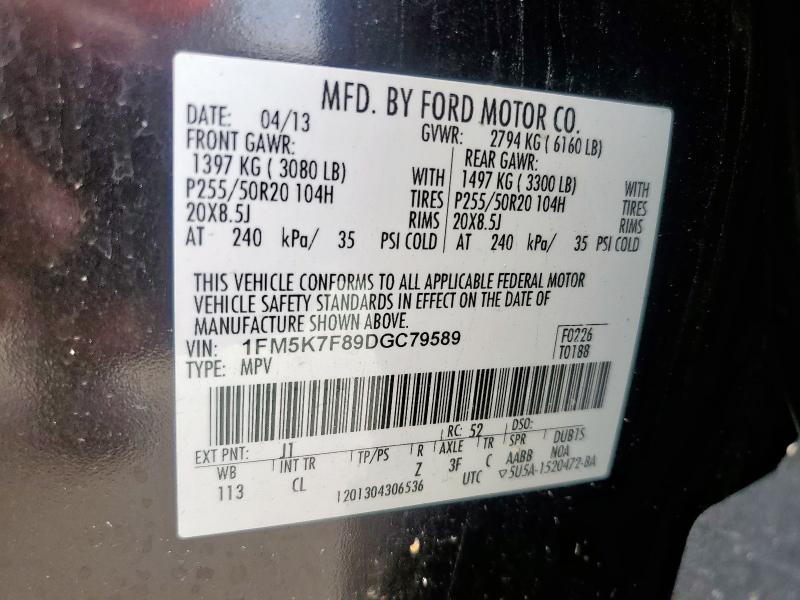 MFD. BY FORD MOTOR CO.
DATE: 04/13 GVWR: 2794 KG ( 6160 LB)
FRONT GAWR: REAR GAWR:
1397 KG ( 3080 LB) WITH 1497 KG ( 3300 LB) WITH
P255/50R20 104H TIRES P255/50R20 104H TIRES
20X8.5J RIMS 20X8.5J RIMS
AT 240 kPa/ 35 PSI COLD AT 240 kPa/ 35 PSI COLD
THIS VEHICLE CONFORMS TO ALL APPLICABLE FEDERAL MOTOR
VEHICLE SAFETY STANDARDS IN EFFECT ON THE DATE OF
MANUFACTURE SHOWN ABOVE.
VIN: 1FM5K7F89DGC79589 F0226
TYPE: MPV T0188
EXT PNT: J1 RC: 52 DSO:
WB INT TR TP/PS R AXLE TR SPR DUBTS
113 CL Z 3F C AABB NOA
1201304306536 UTC ▽5U5A-1520472-BA